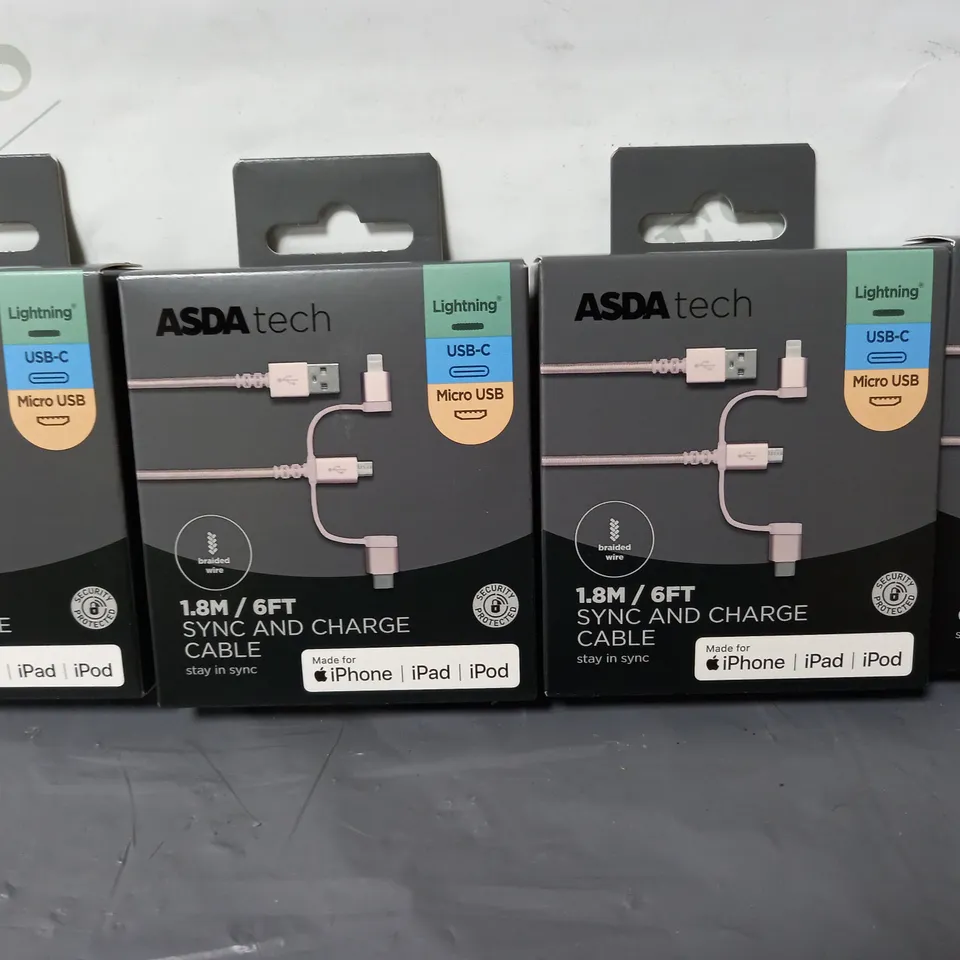 Lightning®
USB-C
Micro USB
SECURITY PROTECTED
E
| iPad | iPod
ASDA tech
Lightning®
USB-C
Micro USB
braided
wire
1.8M / 6FT
SYNC AND CHARGE
CABLE
stay in sync
SECURITY PROTECTED
Made for
iPhone | iPad | iPod
ASDA tech
Lightning®
USB-C
Micro USB
braided
wire
1.8M / 6FT
SYNC AND CHARGE
CABLE
stay in sync
SECURITY PROTECTED
Made for
iPhone | iPad | iPod